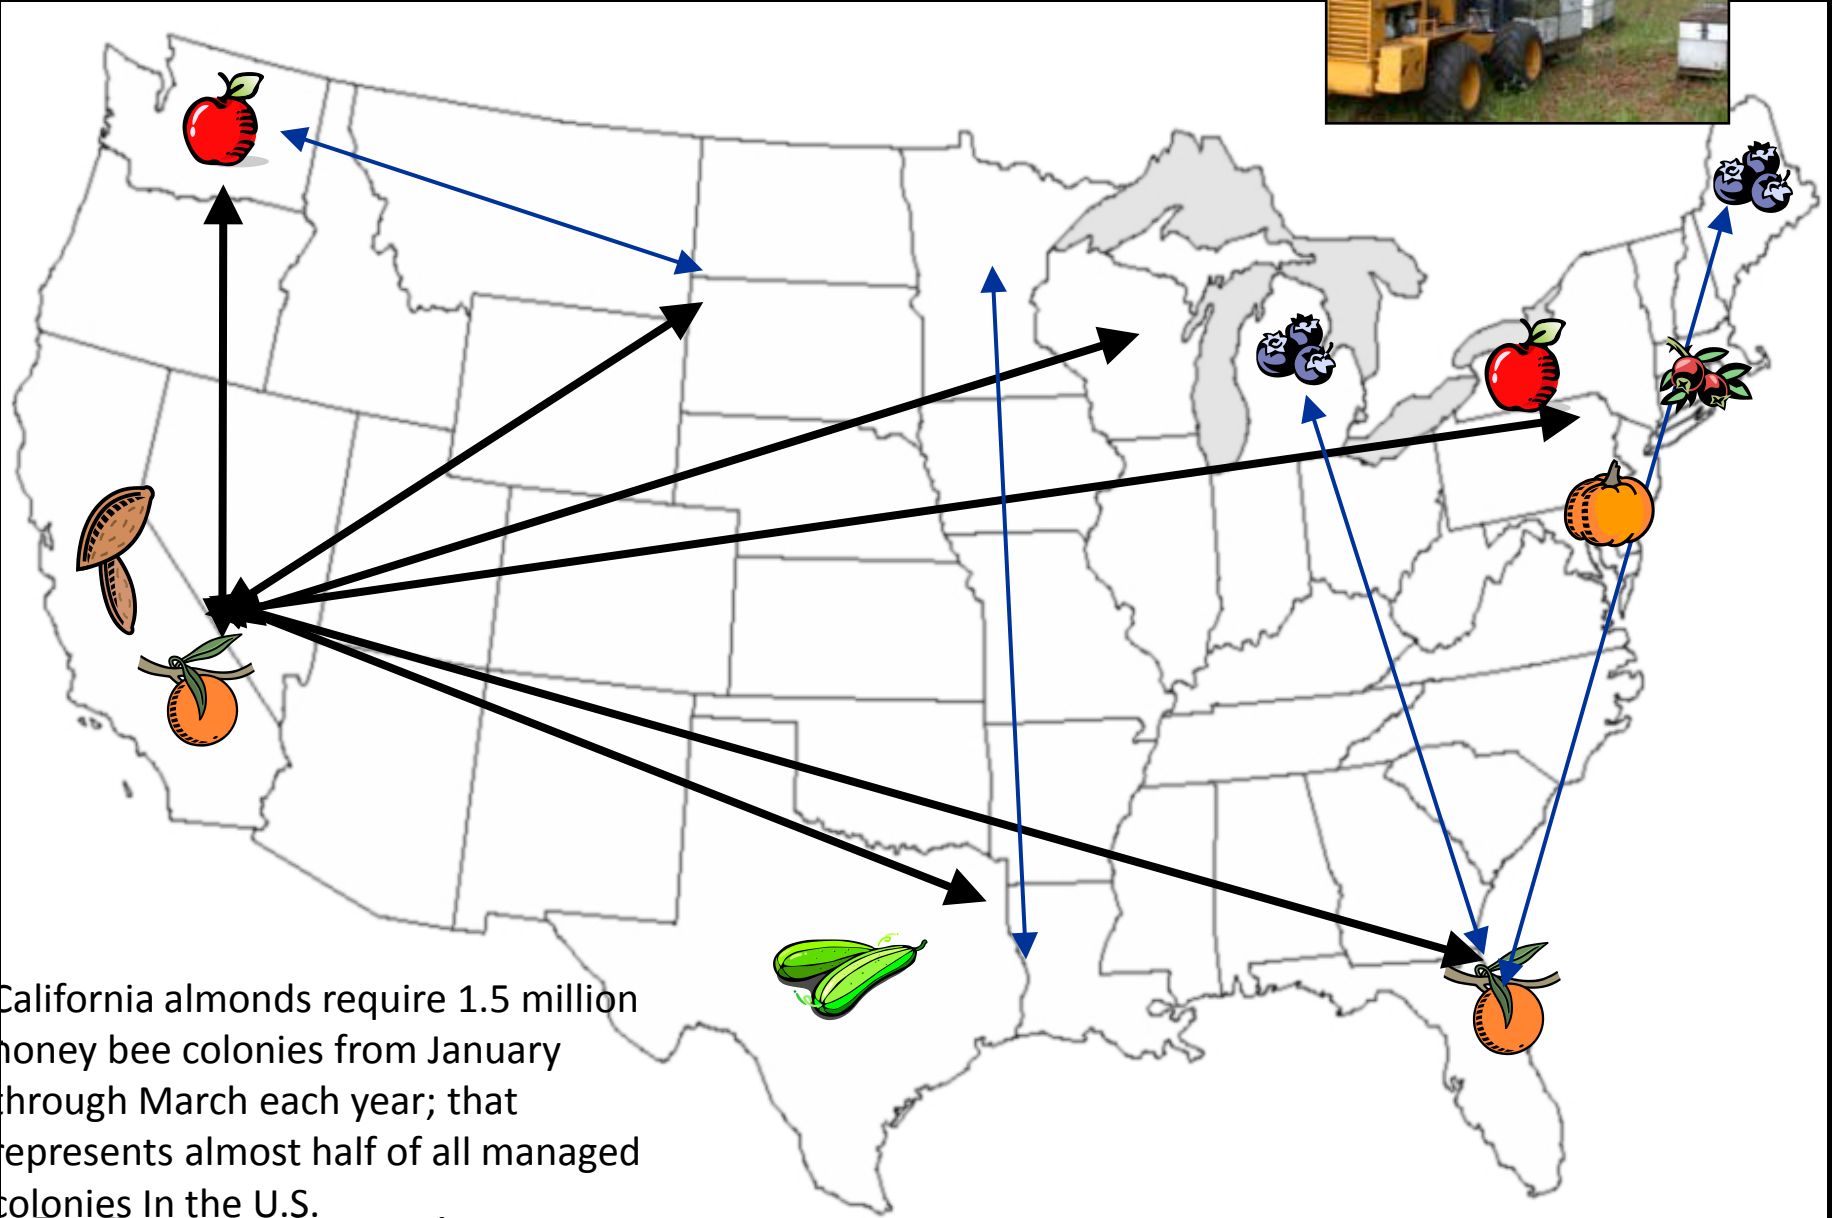 California almonds require 1.5 million
honey bee colonies from January
through March each year; that
represents almost half of all managed
colonies In the U.S.